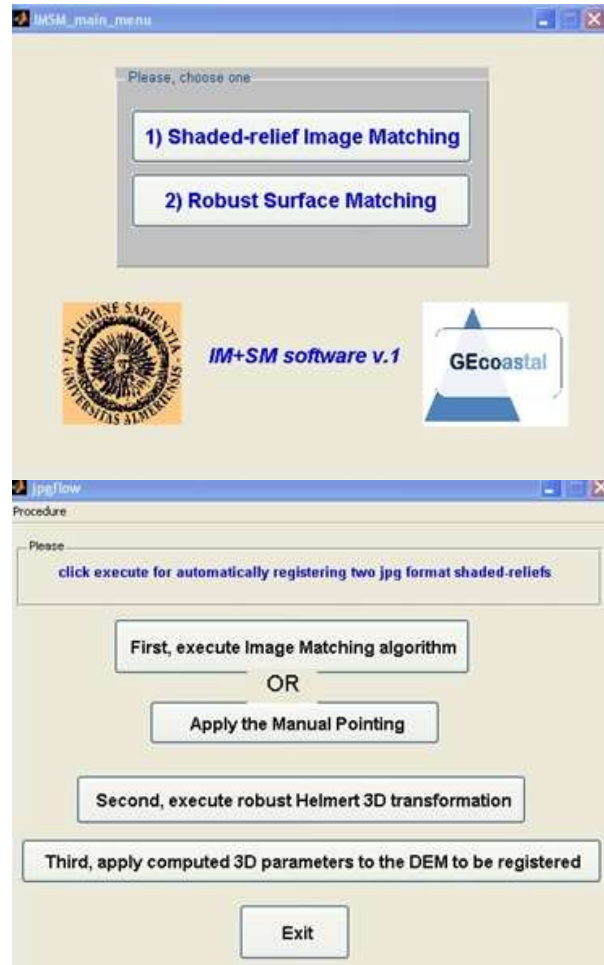 IMSM_main_menu
Please, choose one
1) Shaded-relief Image Matching
2) Robust Surface Matching
IN LUMINE SAPIENTIA
UNIVERSITAS ALMERIENSIS
IM+SM software v.1
GEcoastal
jpgflow
Procedure
Please
click execute for automatically registering two jpg format shaded-reliefs
First, execute Image Matching algorithm
OR
Apply the Manual Pointing
Second, execute robust Helmert 3D transformation
Third, apply computed 3D parameters to the DEM to be registered
Exit